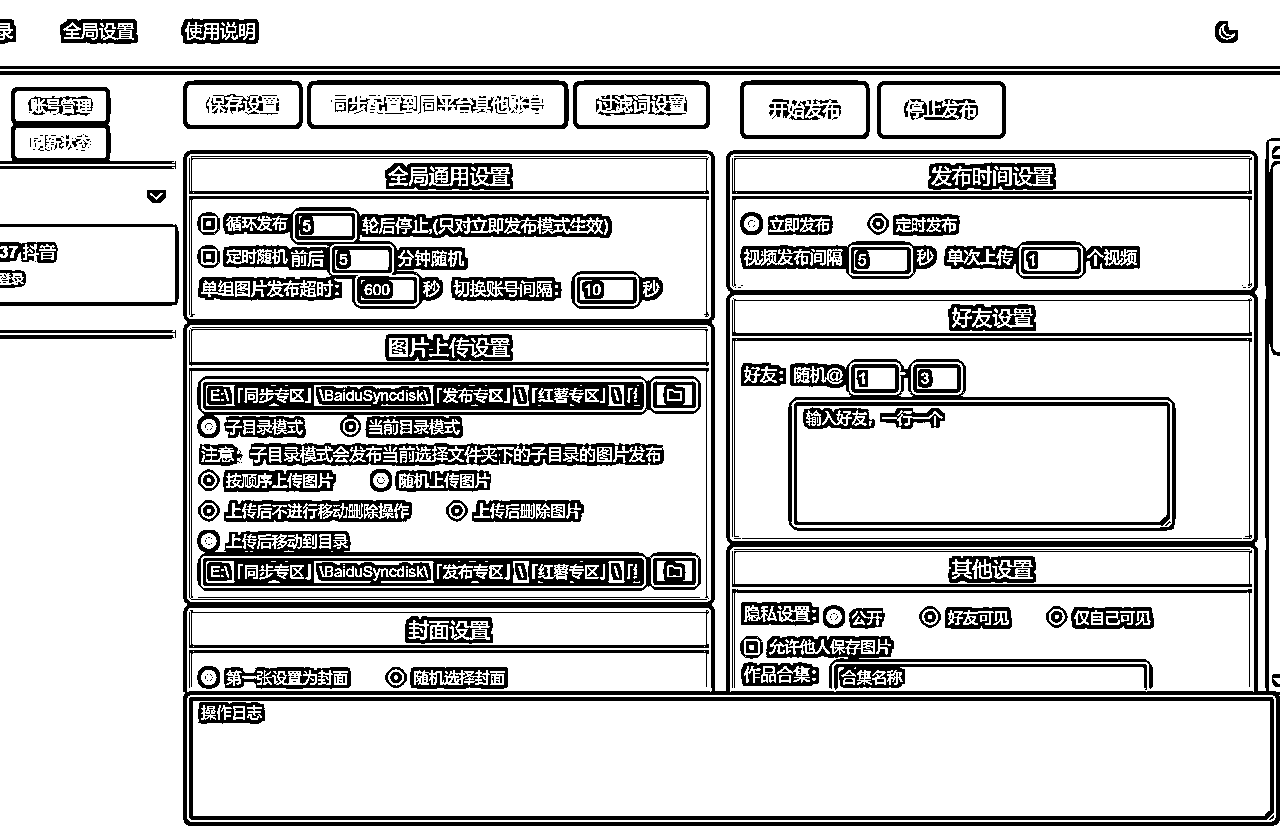 录 全局设置 使用说明
账号管理
刷新状态
37 抖音
登录
保存设置 同步配置到同平台其他账号 过滤词设置 开始发布 停止发布
全局通用设置
循环发布 5 轮后停止,(只对立即发布模式生效)
定时随机 前后 5 分钟随机
单组图片发布超时: 600 秒 切换账号间隔: 10 秒
图片上传设置
E:\「同步专区」\BaiduSyncdisk\「发布专区」\「红薯专区」\「
子目录模式 当前目录模式
注意: 子目录模式会发布当前选择文件夹下的子目录的图片发布
按顺序上传图片 随机上传图片
上传后不进行移动删除操作 上传后删除图片
上传后移动到目录
E:\「同步专区」\BaiduSyncdisk\「发布专区」\「红薯专区」\「
封面设置
第一张设置为封面 随机选择封面
发布时间设置
立即发布 定时发布
视频发布间隔 5 秒 单次上传 1 个视频
好友设置
好友: 随机@ 1 - 3
输入好友，一行一个
其他设置
隐私设置: 公开 好友可见 仅自己可见
允许他人保存图片
作品合集: 合集名称
操作日志